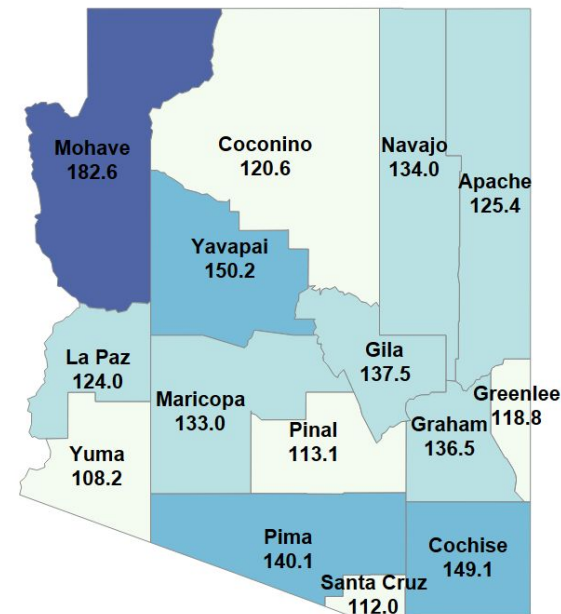 Mohave
182.6
Coconino
120.6
Navajo
134.0
Apache
125.4
Yavapai
150.2
La Paz
124.0
Maricopa
133.0
Gila
137.5
Greenlee
118.8
Graham
136.5
Pinal
113.1
Yuma
108.2
Pima
140.1
Cochise
149.1
Santa Cruz
112.0